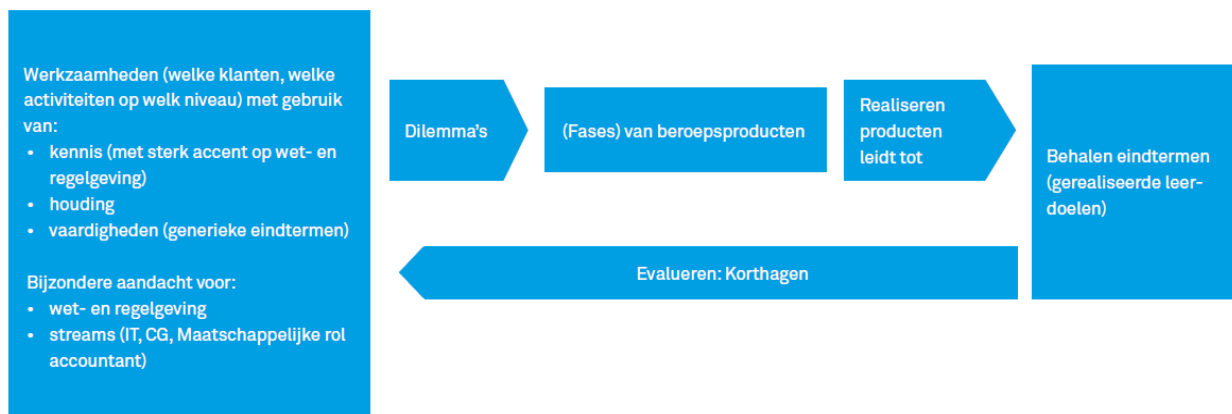 Werkzaamheden (welke klanten, welke
activiteiten op welk niveau) met gebruik
van:
• kennis (met sterk accent op wet- en
regelgeving)
• houding
• vaardigheden (generieke eindtermen)
Bijzondere aandacht voor:
• wet- en regelgeving
• streams (IT, CG, Maatschappelijke rol
accountant)
Dilemma's
(Fases) van beroepsproducten
Realiseren
producten
leidt tot
Behalen eindtermen
(gerealiseerde leer-
doelen)
Evalueren: Korthagen